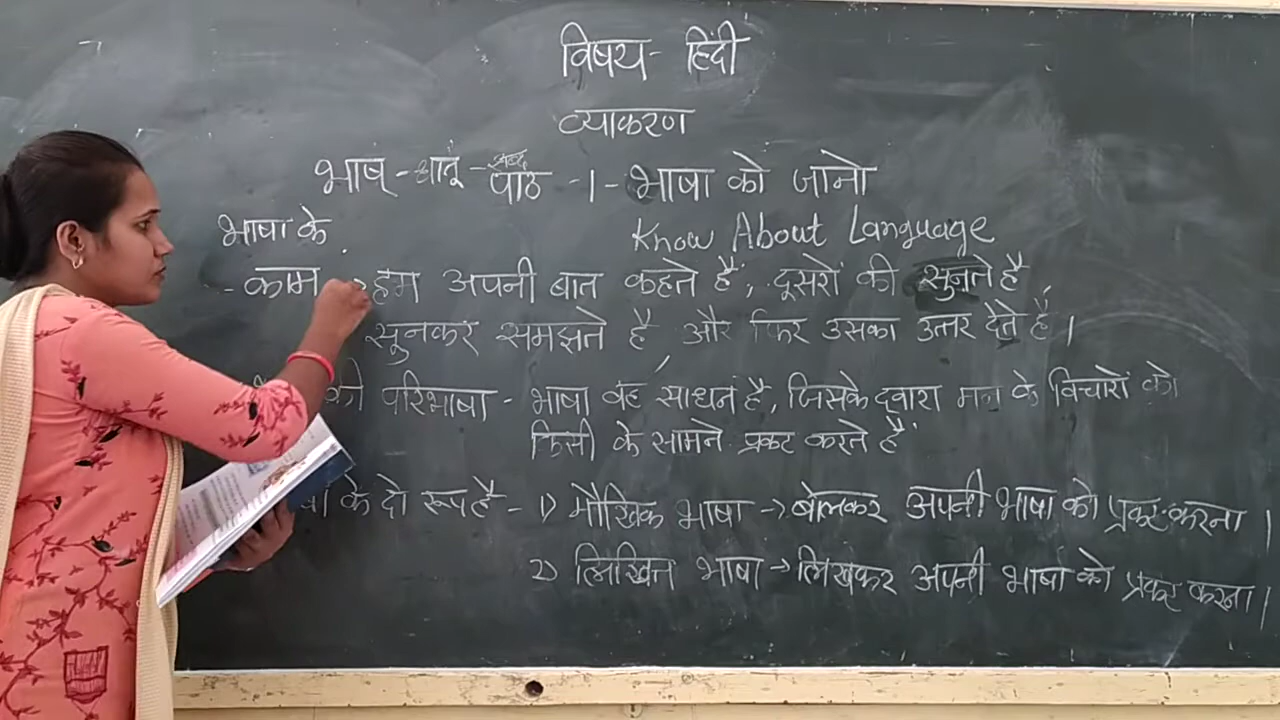 विषय- हिंदी
व्याकरण
भाष् - धातू - शब्द
पाठ -1- भाषा को जानो
Know About Language
भाषा के
- काम -> हम अपनी बात कहते हैं, दूसरों की सुनते है,
सुनकर समझते है और फिर उसका उत्तर देते है।
की परिभाषा - भाषा वह साधन है, जिसके द्वारा मन के विचारों को
किसी के सामने प्रकट करते हैं
के दो रूप है - 1) मौखिक भाषा -> बोलकर अपनी भाषा को प्रकट करना।
2) लिखित भाषा -> लिखकर अपनी भाषा को प्रकट करना।